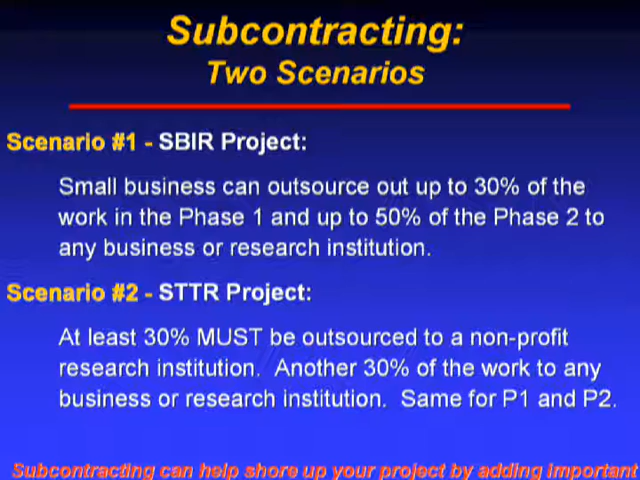 Subcontracting:
Two Scenarios
Scenario #1 - SBIR Project:
Small business can outsource out up to 30% of the
work in the Phase 1 and up to 50% of the Phase 2 to
any business or research institution.
Scenario #2 - STTR Project:
At least 30% MUST be outsourced to a non-profit
research institution. Another 30% of the work to any
business or research institution. Same for P1 and P2.
Subcontracting can help shore up your project by adding important